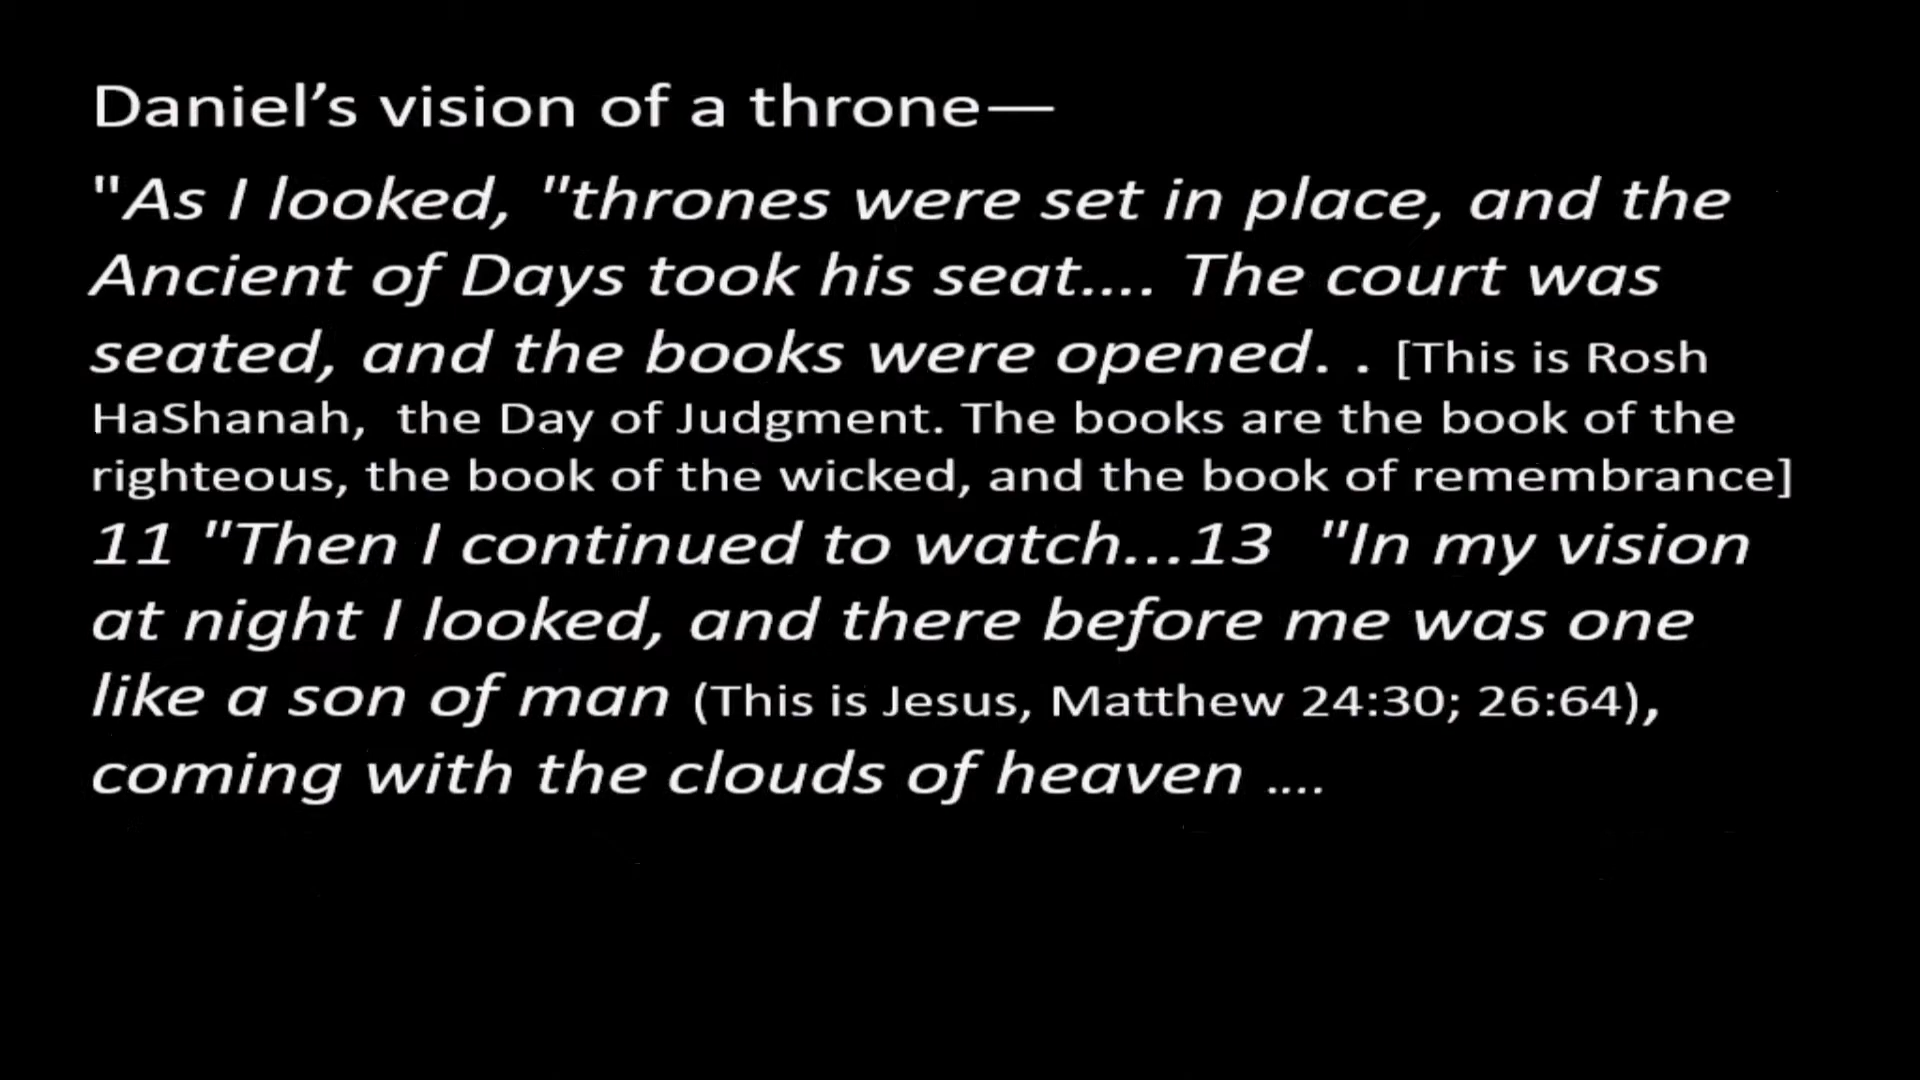 Daniel’s vision of a throne—
"As I looked, "thrones were set in place, and the
Ancient of Days took his seat.... The court was
seated, and the books were opened. . [This is Rosh
HaShanah,  the Day of Judgment. The books are the book of the
righteous, the book of the wicked, and the book of remembrance]
11 "Then I continued to watch...13  "In my vision
at night I looked, and there before me was one
like a son of man (This is Jesus, Matthew 24:30; 26:64),
coming with the clouds of heaven ....